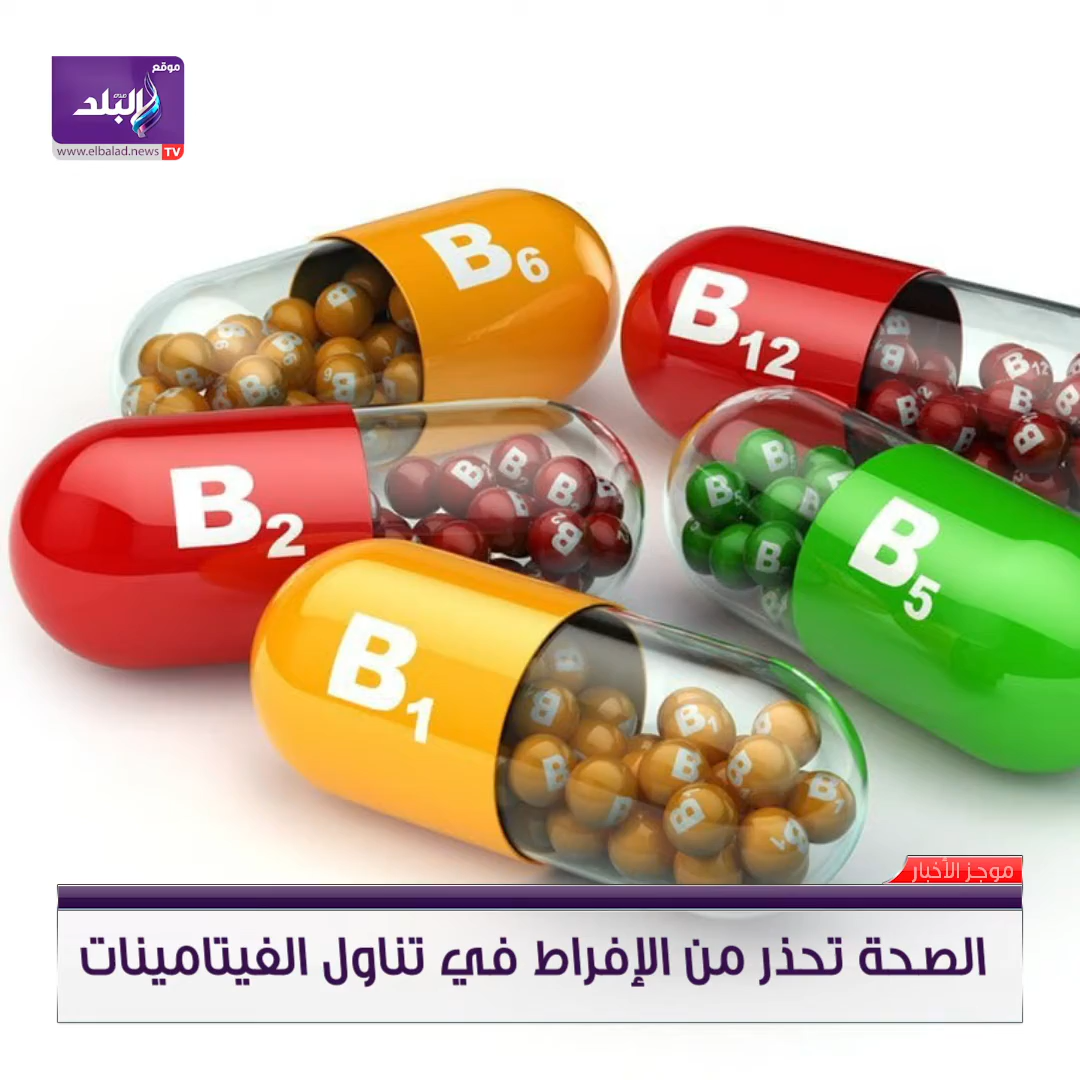 موقع
صدى البلد
www.elbalad.news TV
B6
B12
B2
B5
B1
موجز الأخبار
الصحة تحذر من الإفراط في تناول الفيتامينات